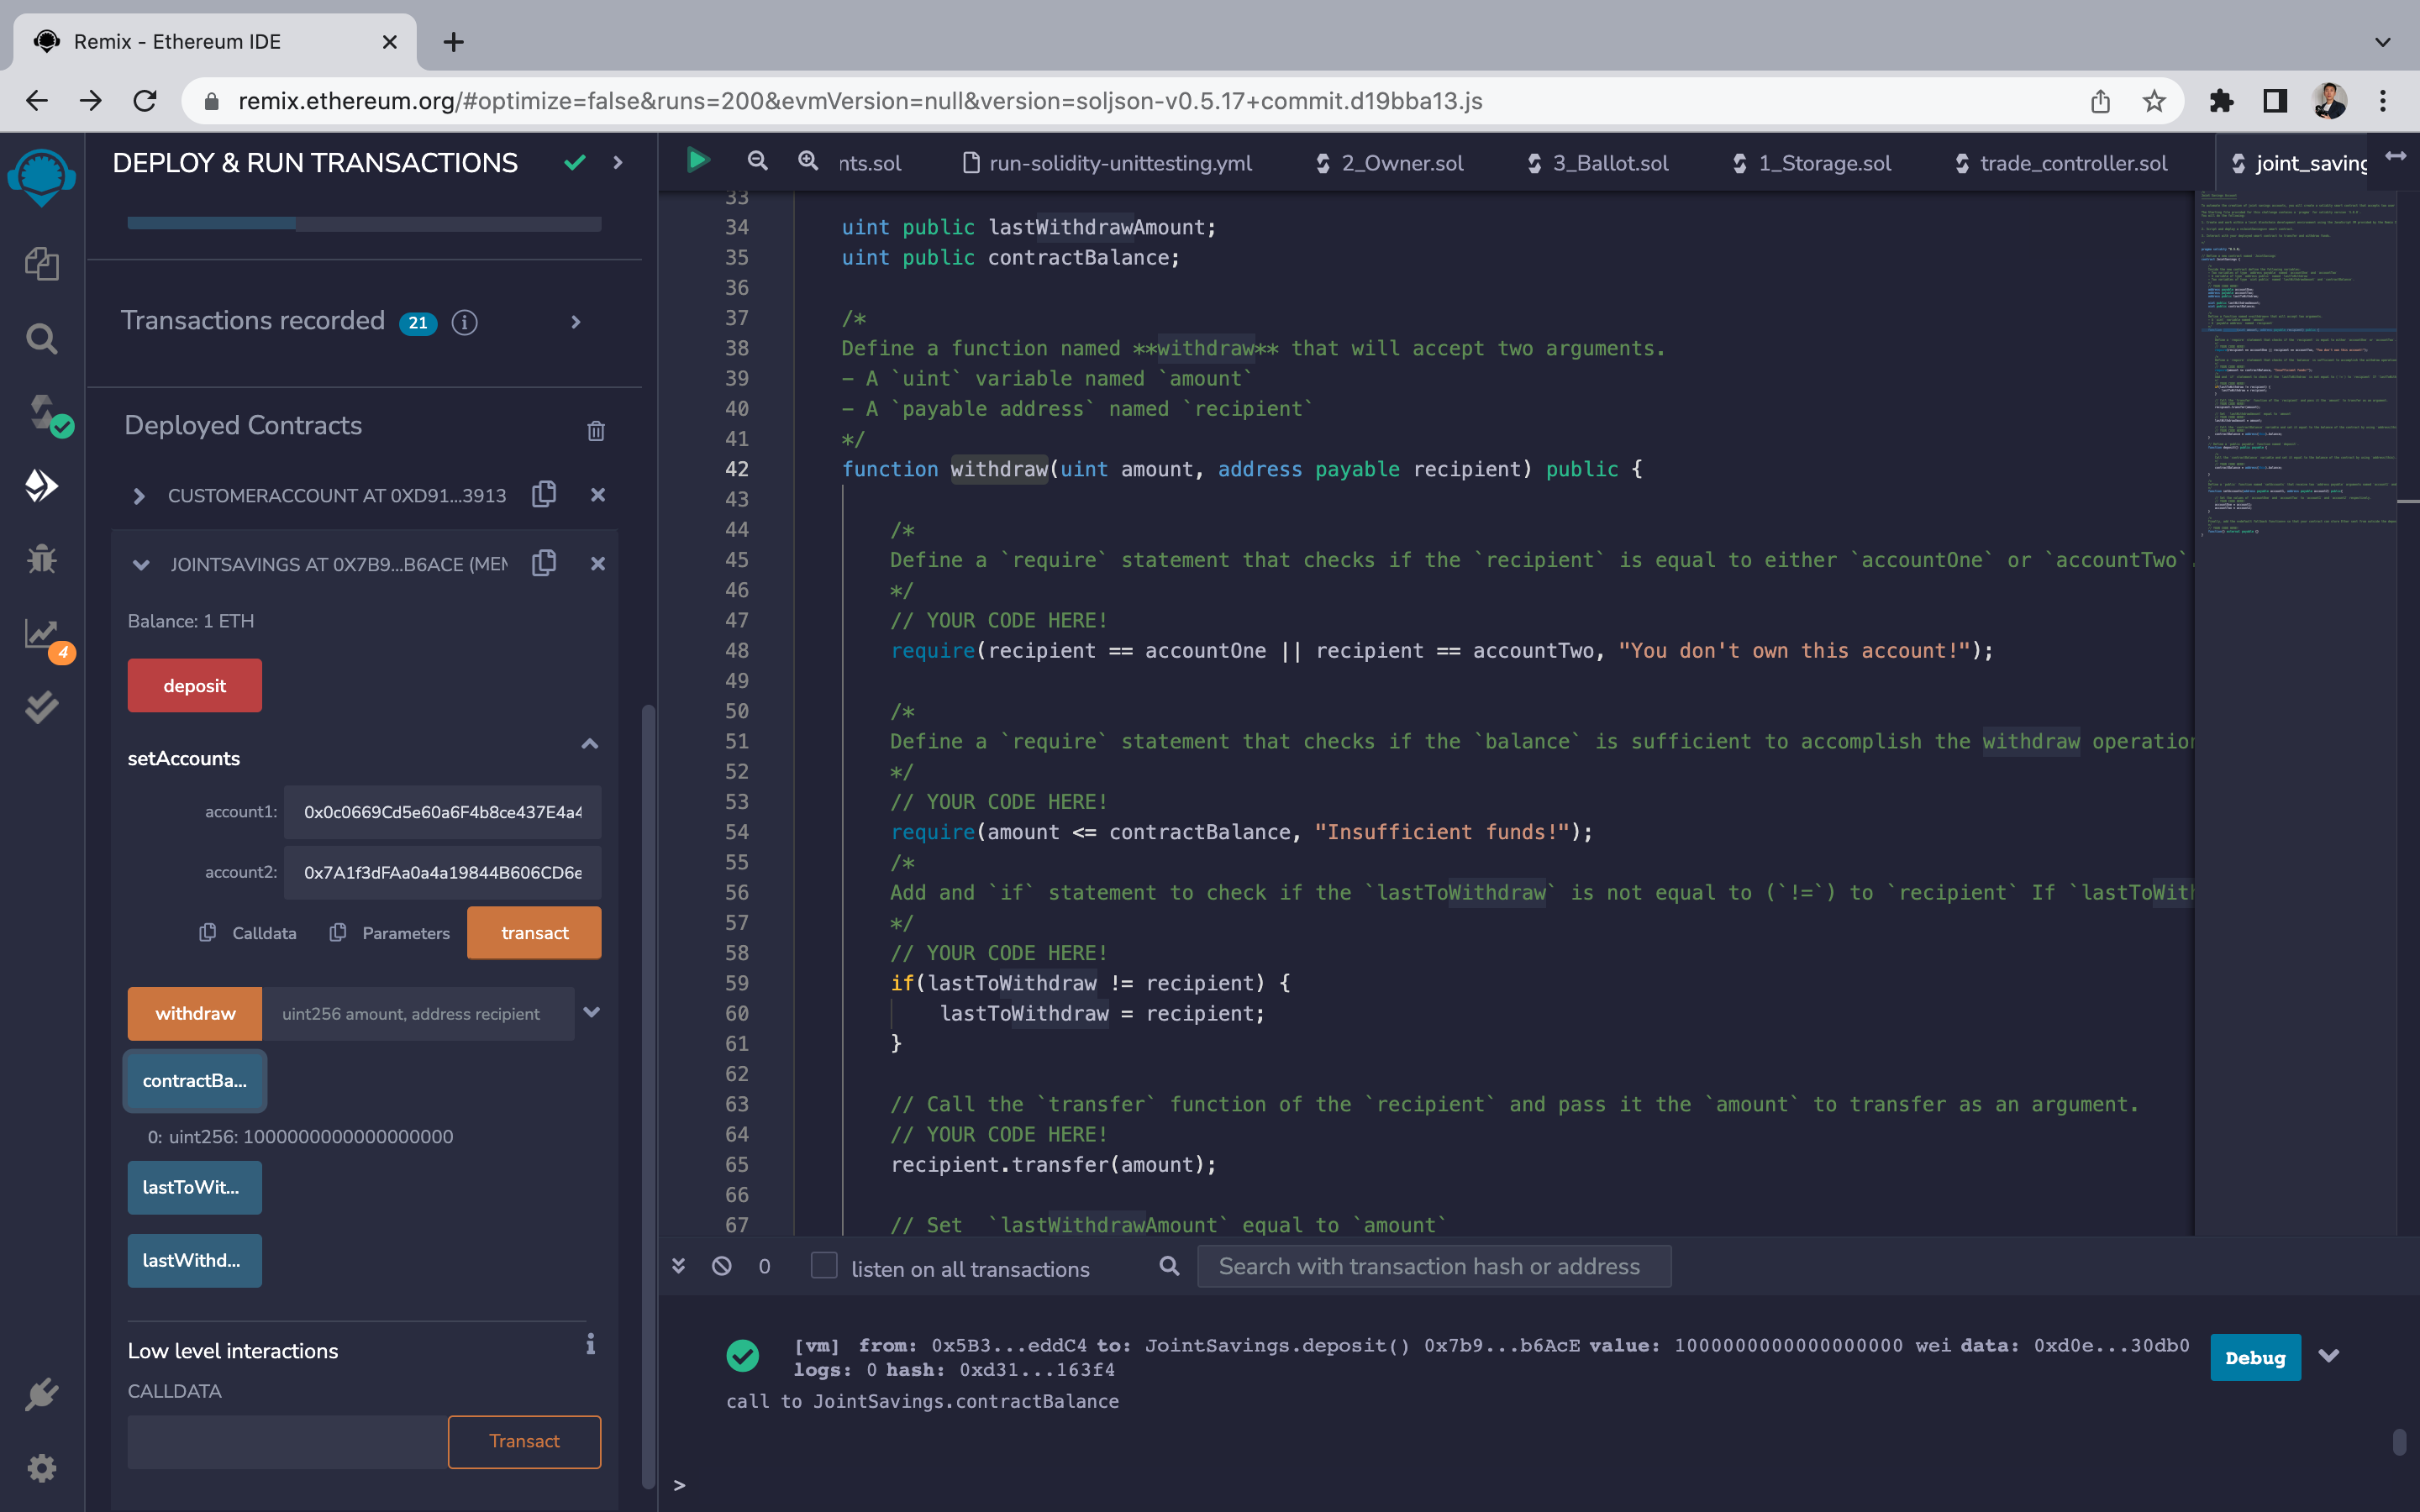 Remix - Ethereum IDE
remix.ethereum.org/#optimize=false&runs=200&evmVersion=null&version=soljson-v0.5.17+commit.d19bba13.js
DEPLOY & RUN TRANSACTIONS
Transactions recorded 21
Deployed Contracts
CUSTOMERACCOUNT AT 0XD91...3913
JOINTSAVINGS AT 0X7B9...B6ACE (MEM
Balance: 1 ETH
4
deposit
setAccounts
account1: 0x0c0669Cd5e60a6F4b8ce437E4a4
account2: 0x7A1f3dFAa0a4a19844B606CD6e
Calldata Parameters transact
withdraw uint256 amount, address recipient
contractBa...
0: uint256: 1000000000000000000
lastToWit...
lastWithd...
Low level interactions
CALLDATA
Transact
nts.sol run-solidity-unittesting.yml 2_Owner.sol 3_Ballot.sol 1_Storage.sol trade_controller.sol joint_saving
33
34 uint public lastWithdrawAmount;
35 uint public contractBalance;
36
37 /*
38 Define a function named **withdraw** that will accept two arguments.
39 - A `uint` variable named `amount`
40 - A `payable address` named `recipient`
41 */
42 function withdraw(uint amount, address payable recipient) public {
43
44 /*
45 Define a `require` statement that checks if the `recipient` is equal to either `accountOne` or `accountTwo`.
46 */
47 // YOUR CODE HERE!
48 require(recipient == accountOne || recipient == accountTwo, "You don't own this account!");
49
50 /*
51 Define a `require` statement that checks if the `balance` is sufficient to accomplish the withdraw operation
52 */
53 // YOUR CODE HERE!
54 require(amount <= contractBalance, "Insufficient funds!");
55 /*
56 Add and `if` statement to check if the `lastToWithdraw` is not equal to (`!=`) to `recipient` If `lastToWith
57 */
58 // YOUR CODE HERE!
59 if(lastToWithdraw != recipient) {
60 lastToWithdraw = recipient;
61 }
62
63 // Call the `transfer` function of the `recipient` and pass it the `amount` to transfer as an argument.
64 // YOUR CODE HERE!
65 recipient.transfer(amount);
66
67 // Set `lastWithdrawAmount` equal to `amount`
0 listen on all transactions Search with transaction hash or address
[vm] from: 0x5B3...eddC4 to: JointSavings.deposit() 0x7b9...b6AcE value: 1000000000000000000 wei data: 0xd0e...30db0
logs: 0 hash: 0xd31...163f4
Debug
call to JointSavings.contractBalance
>